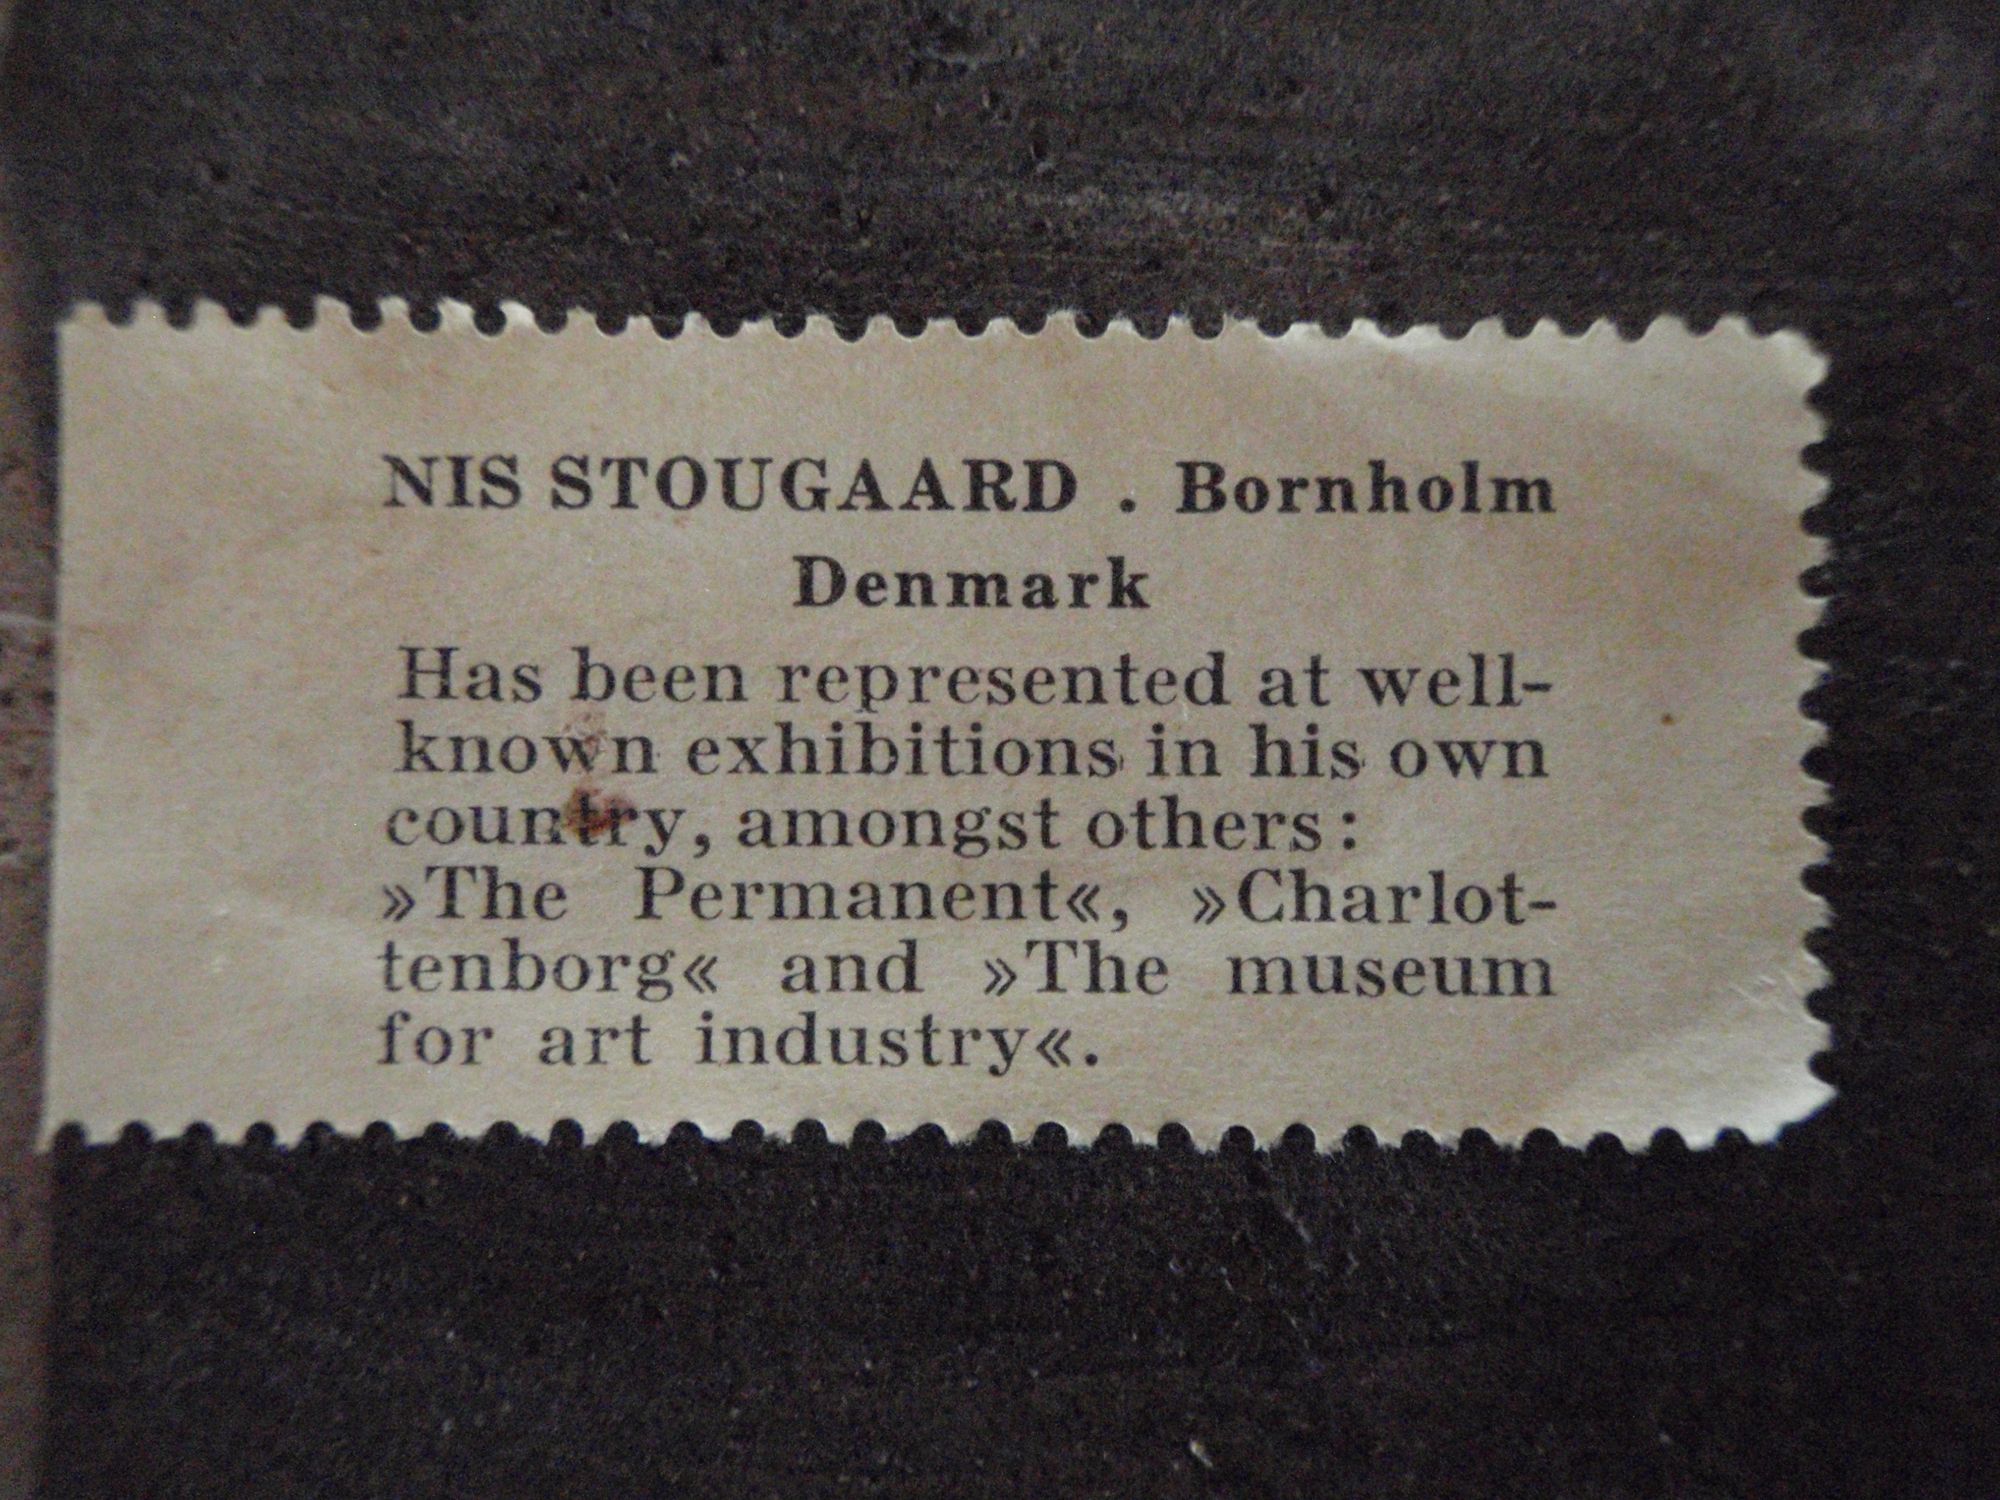 NIS STOUGAARD . Bornholm
Denmark
Has been represented at well-
known exhibitions in his own
country, amongst others:
»The Permanent«, »Charlot-
tenborg« and »The museum
for art industry«.